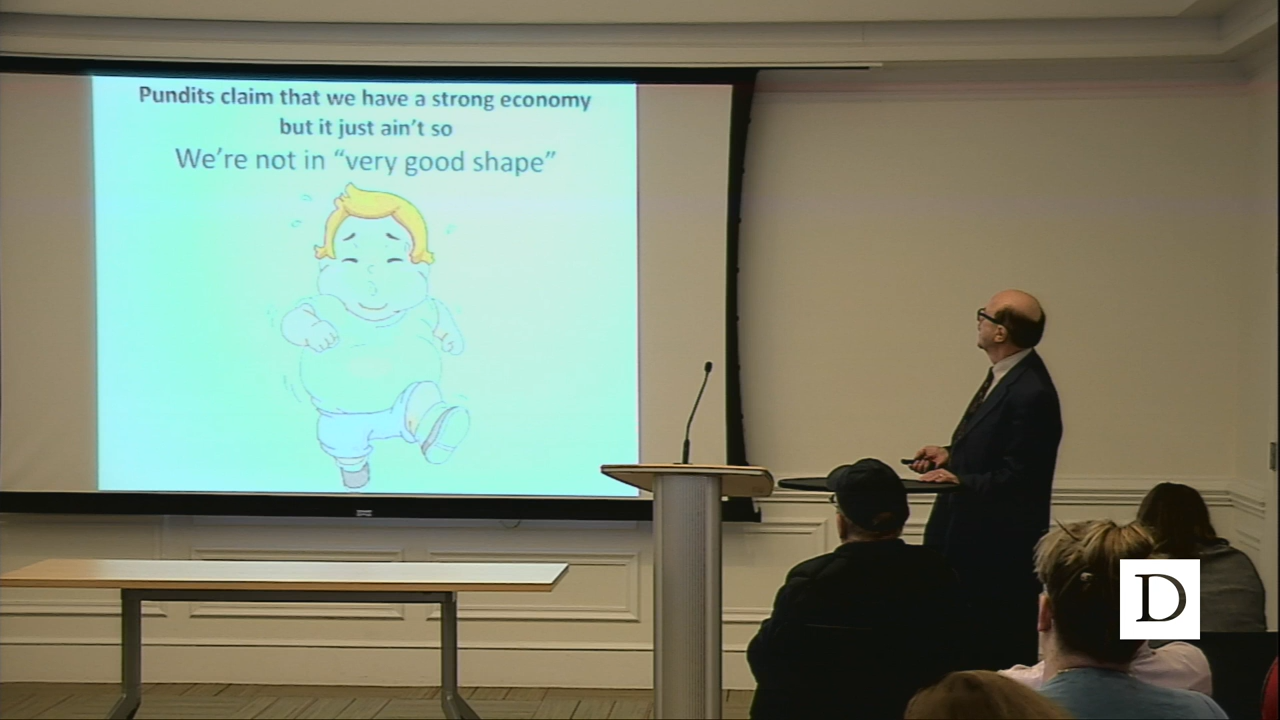 Pundits claim that we have a strong economy
but it just ain't so
We're not in “very good shape”
D